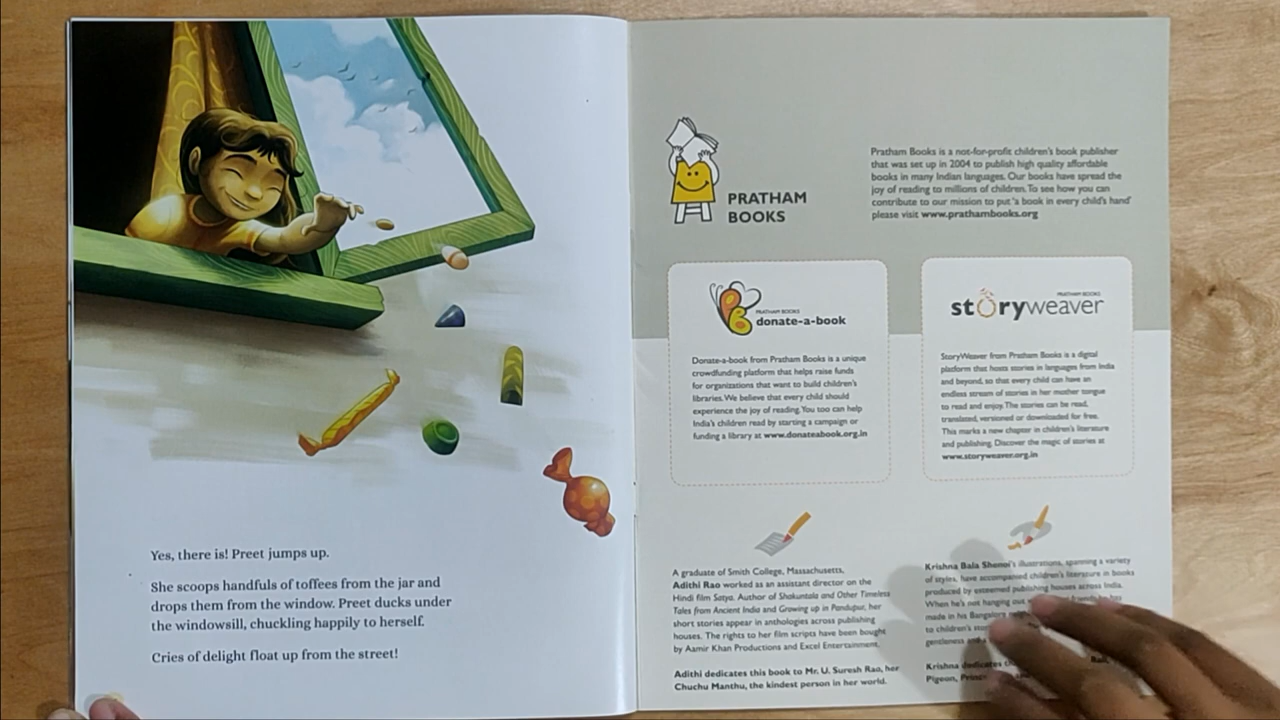 Yes, there is! Preet jumps up.
She scoops handfuls of toffees from the jar and
drops them from the window. Preet ducks under
the windowsill, chuckling happily to herself.
Cries of delight float up from the street!
PRATHAM
BOOKS
Pratham Books is a not-for-profit children's book publisher
that was set up in 2004 to publish high quality affordable
books in many Indian languages. Our books have spread the
joy of reading to millions of children. To see how you can
contribute to our mission to put 'a book in every child's hand'
please visit www.prathambooks.org
PRATHAM BOOKS
donate-a-book
Donate-a-book from Pratham Books is a unique
crowdfunding platform that helps raise funds
for organizations that want to build children's
libraries. We believe that every child should
experience the joy of reading. You too can help
India's children read by starting a campaign or
funding a library at www.donateabook.org.in
PRATHAM BOOKS
storyweaver
StoryWeaver from Pratham Books is a digital
platform that hosts stories in languages from India
and beyond, so that every child can have an
endless stream of stories in her mother tongue
to read and enjoy. The stories can be read,
translated, versioned or downloaded for free.
This marks a new chapter in children's literature
and publishing. Discover the magic of stories at
www.storyweaver.org.in
A graduate of Smith College, Massachusetts,
Adithi Rao worked as an assistant director on the
Hindi film Satya. Author of Shakuntala and Other Timeless
Tales from Ancient India and Growing up in Pandupur, her
short stories appear in anthologies across publishing
houses. The rights to her film scripts have been bought
by Aamir Khan Productions and Excel Entertainment.
Adithi dedicates this book to Mr. U. Suresh Rao, her
Chuchu Manthu, the kindest person in her world.
Krishna Bala Shenoi's illustrations, spanning a variety
of styles, have accompanied children's literature in books
produced by esteemed publishing houses across India.
When he's not hanging out
made in his Bangalore
to children's
gentleness
Krishna dedicates
Pigeon,